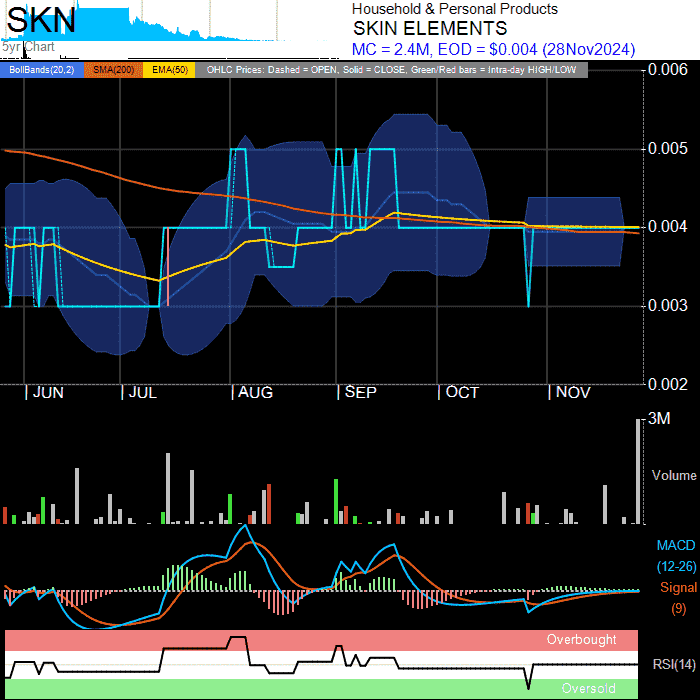 SKN
5yr Chart
Household & Personal Products
SKIN ELEMENTS
MC = 2.4M, EOD = $0.004 (28Nov2024)
BollBands(20,2) SMA(200) EMA(50) OHLC Prices: Dashed = OPEN, Solid = CLOSE, Green/Red bars = Intra-day HIGH/LOW
0.006
0.005
0.004
0.003
0.002
JUN JUL AUG SEP OCT NOV
3M
Volume
MACD
(12-26)
Signal
(9)
Overbought
RSI(14)
Oversold